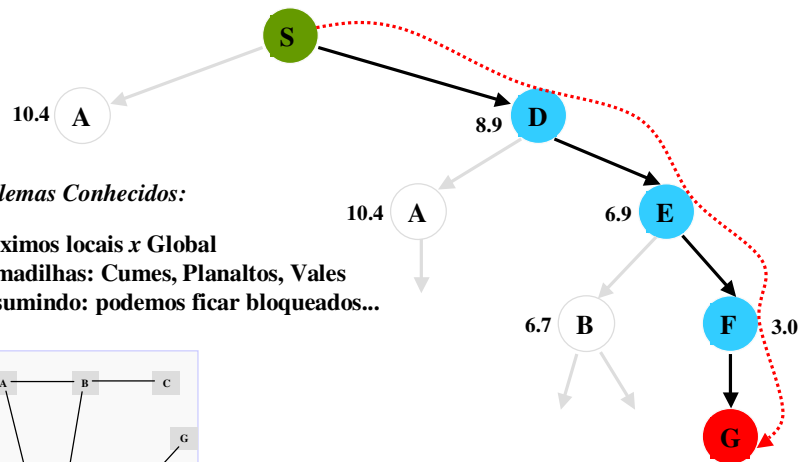 S
10.4 A
8.9 D
lemas Conhecidos:
10.4 A
6.9 E
ximos locais x Global
madilhas: Cumes, Planaltos, Vales
sumindo: podemos ficar bloqueados...
6.7 B
F 3.0
A B C
G
G